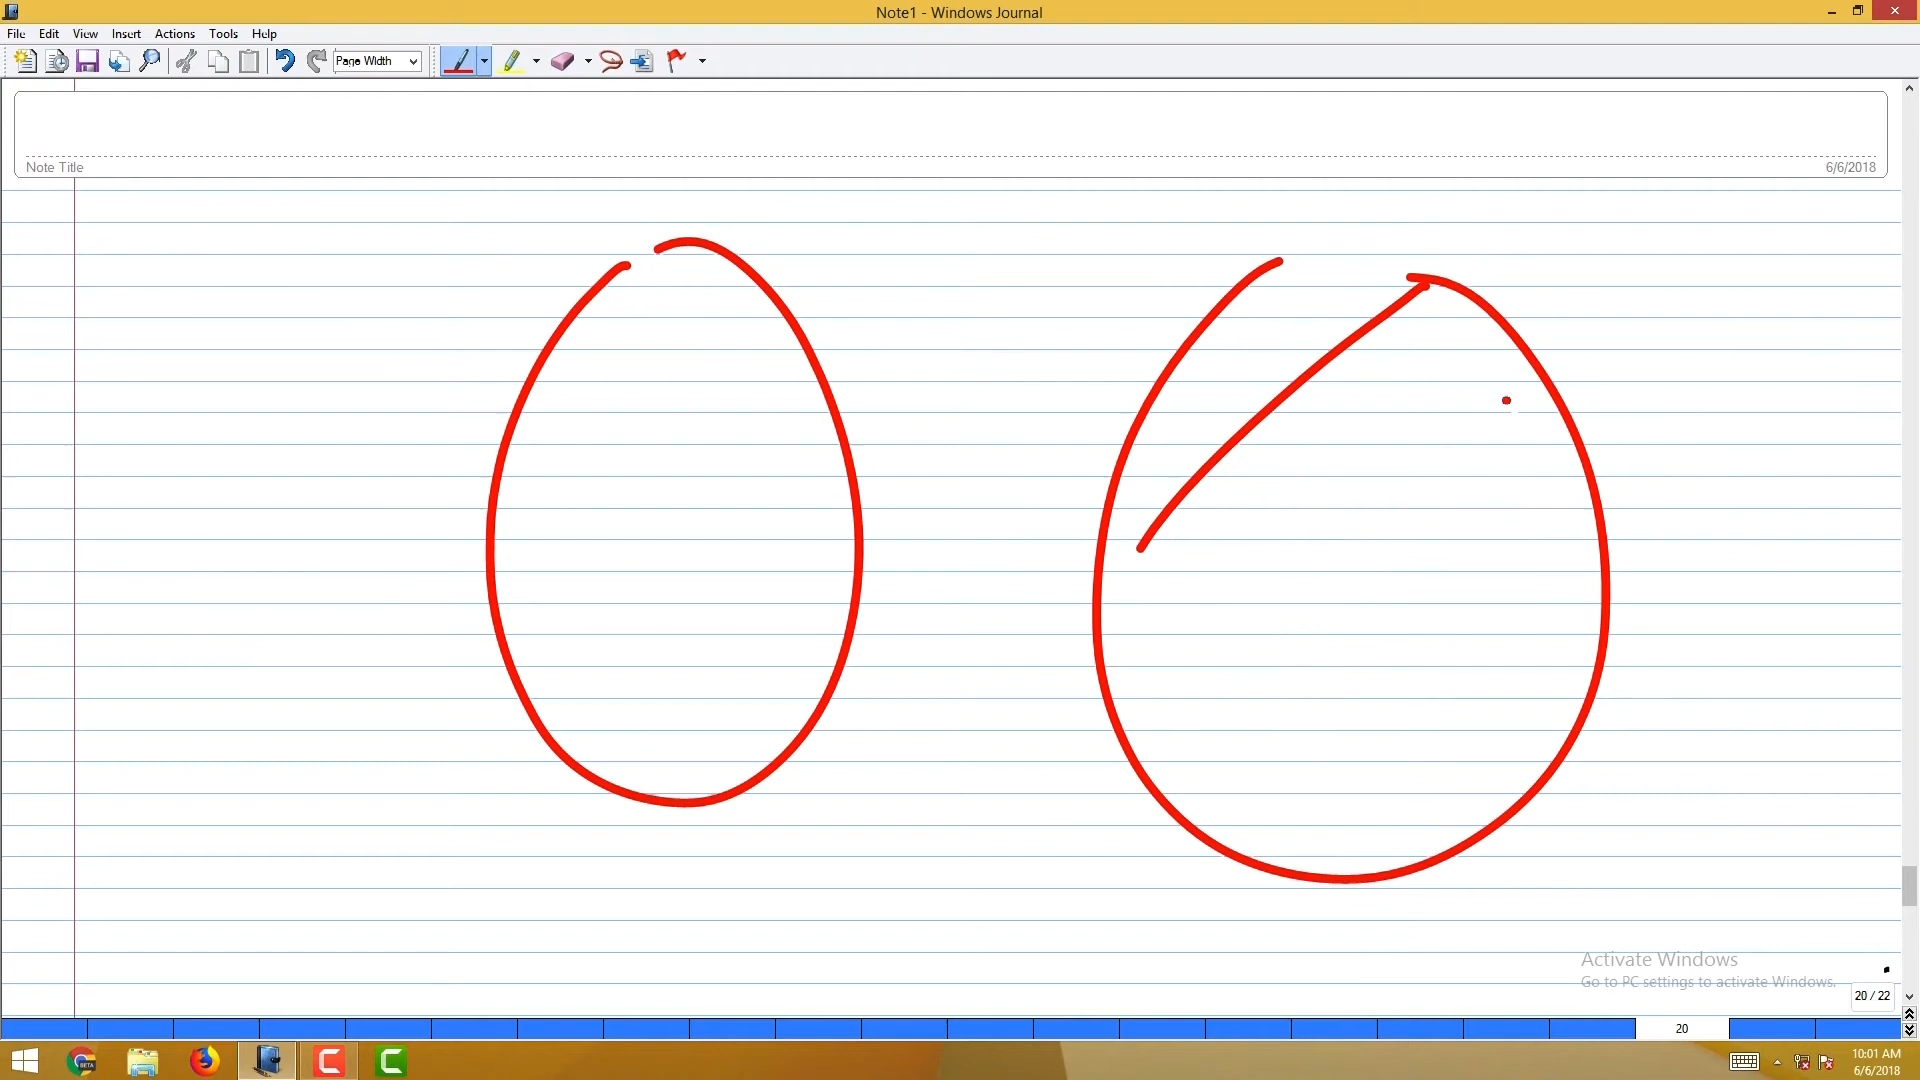 Note1 - Windows Journal
File Edit View Insert Actions Tools Help
Page Width
Note Title
6/6/2018
Activate Windows
Go to PC settings to activate Windows.
20 / 22
20
BETA
10:01 AM
6/6/2018